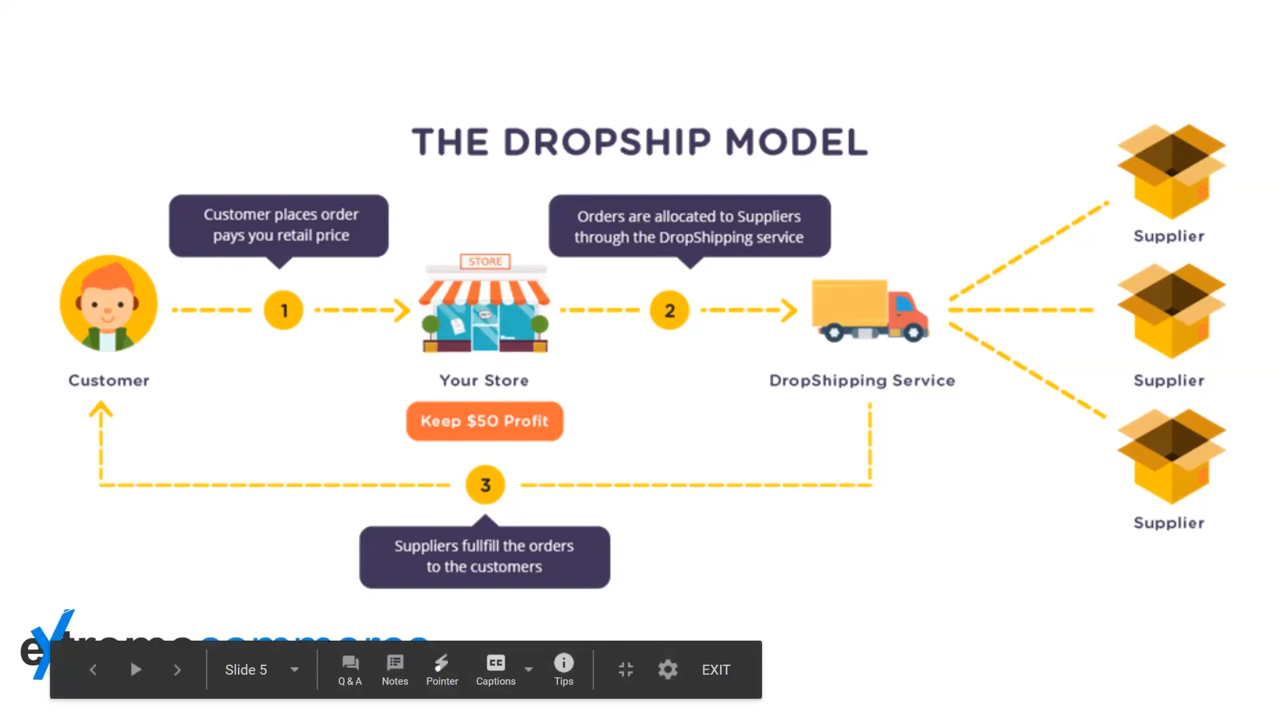 THE DROPSHIP MODEL
Customer places order
pays you retail price
Orders are allocated to Suppliers
through the DropShipping service
STORE
1
2
Customer
Your Store
DropShipping Service
Supplier
Supplier
Supplier
Keep $50 Profit
3
Suppliers fullfill the orders
to the customers
Slide 5
Q & A
Notes
Pointer
CC
Captions
Tips
EXIT